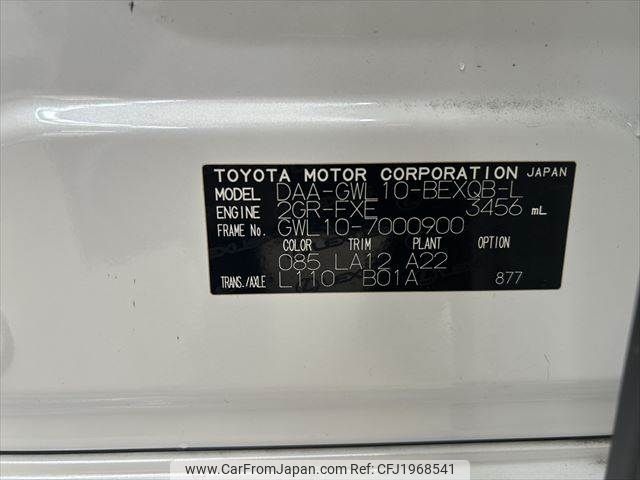 TOYOTA MOTOR CORPORATION JAPAN
MODEL DAA-GWL10-BEXQB-L
ENGINE 2GR-FXE 3456 mL
FRAME No. GWL10-7000900
COLOR TRIM PLANT OPTION
085 LA12 A22
TRANS./AXLE L110 B01A 877
www.CarFromJapan.com - CFJ1968541